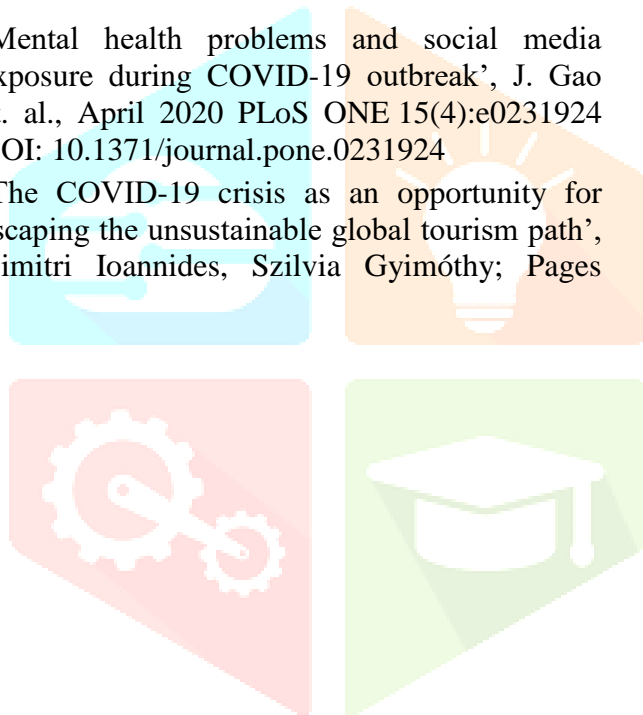 Mental health problems and social media
xposure during COVID-19 outbreak', J. Gao
t. al., April 2020 PLoS ONE 15(4):e0231924
OI: 10.1371/journal.pone.0231924
The COVID-19 crisis as an opportunity for
scaping the unsustainable global tourism path',
imitri Ioannides, Szilvia Gyimóthy; Pages